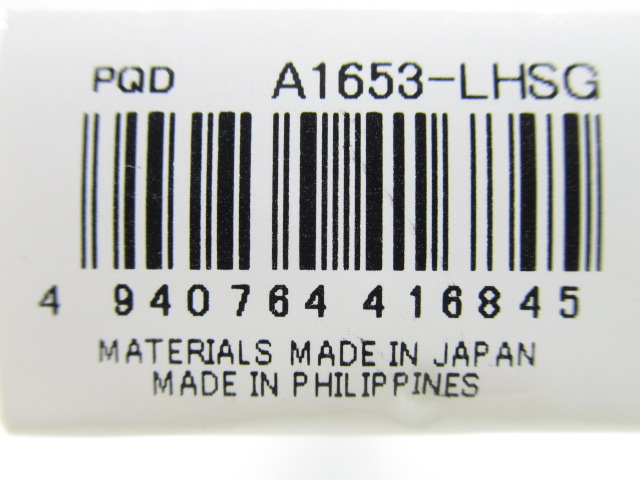 PQD A1653-LHSG
4 940764 416845
MATERIALS MADE IN JAPAN
MADE IN PHILIPPINES